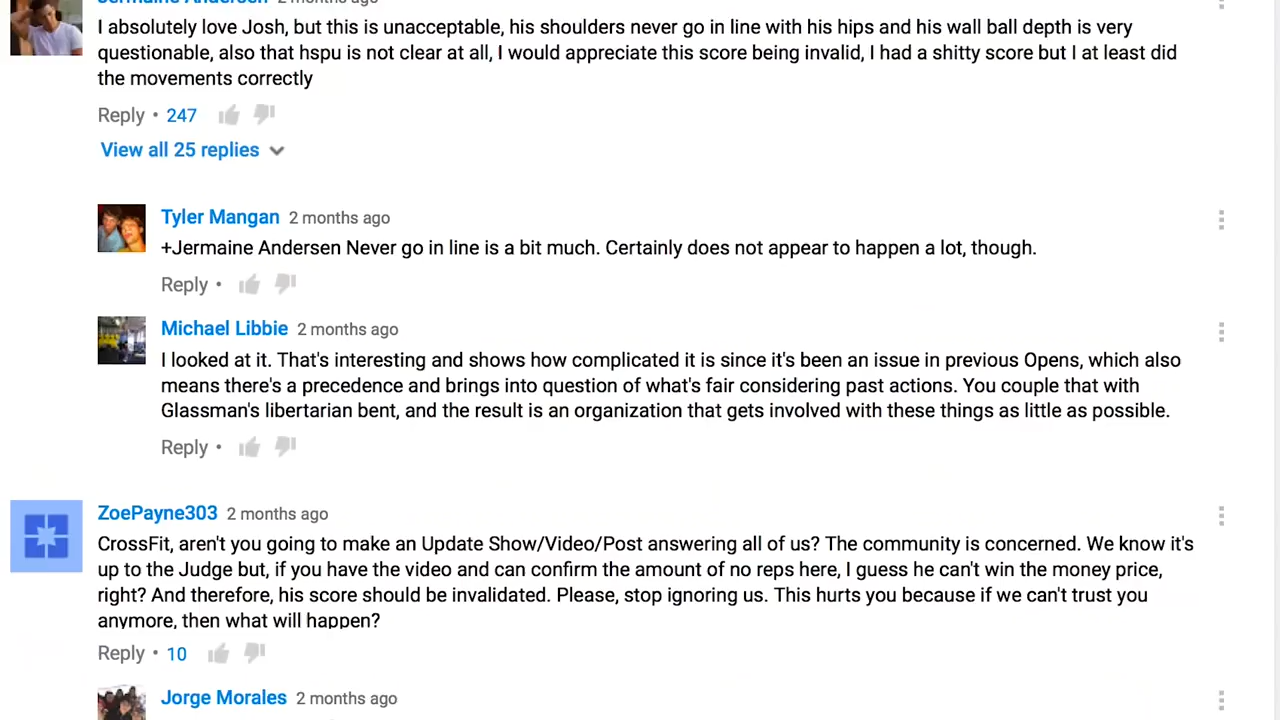 Jermaine Andersen 2 months ago
I absolutely love Josh, but this is unacceptable, his shoulders never go in line with his hips and his wall ball depth is very
questionable, also that hspu is not clear at all, I would appreciate this score being invalid, I had a shitty score but I at least did
the movements correctly
Reply • 247
View all 25 replies
Tyler Mangan 2 months ago
+Jermaine Andersen Never go in line is a bit much. Certainly does not appear to happen a lot, though.
Reply •
Michael Libbie 2 months ago
I looked at it. That's interesting and shows how complicated it is since it's been an issue in previous Opens, which also
means there's a precedence and brings into question of what's fair considering past actions. You couple that with
Glassman's libertarian bent, and the result is an organization that gets involved with these things as little as possible.
Reply •
ZoePayne303 2 months ago
CrossFit, aren't you going to make an Update Show/Video/Post answering all of us? The community is concerned. We know it's
up to the Judge but, if you have the video and can confirm the amount of no reps here, I guess he can't win the money price,
right? And therefore, his score should be invalidated. Please, stop ignoring us. This hurts you because if we can't trust you
anymore, then what will happen?
Reply • 10
Jorge Morales 2 months ago